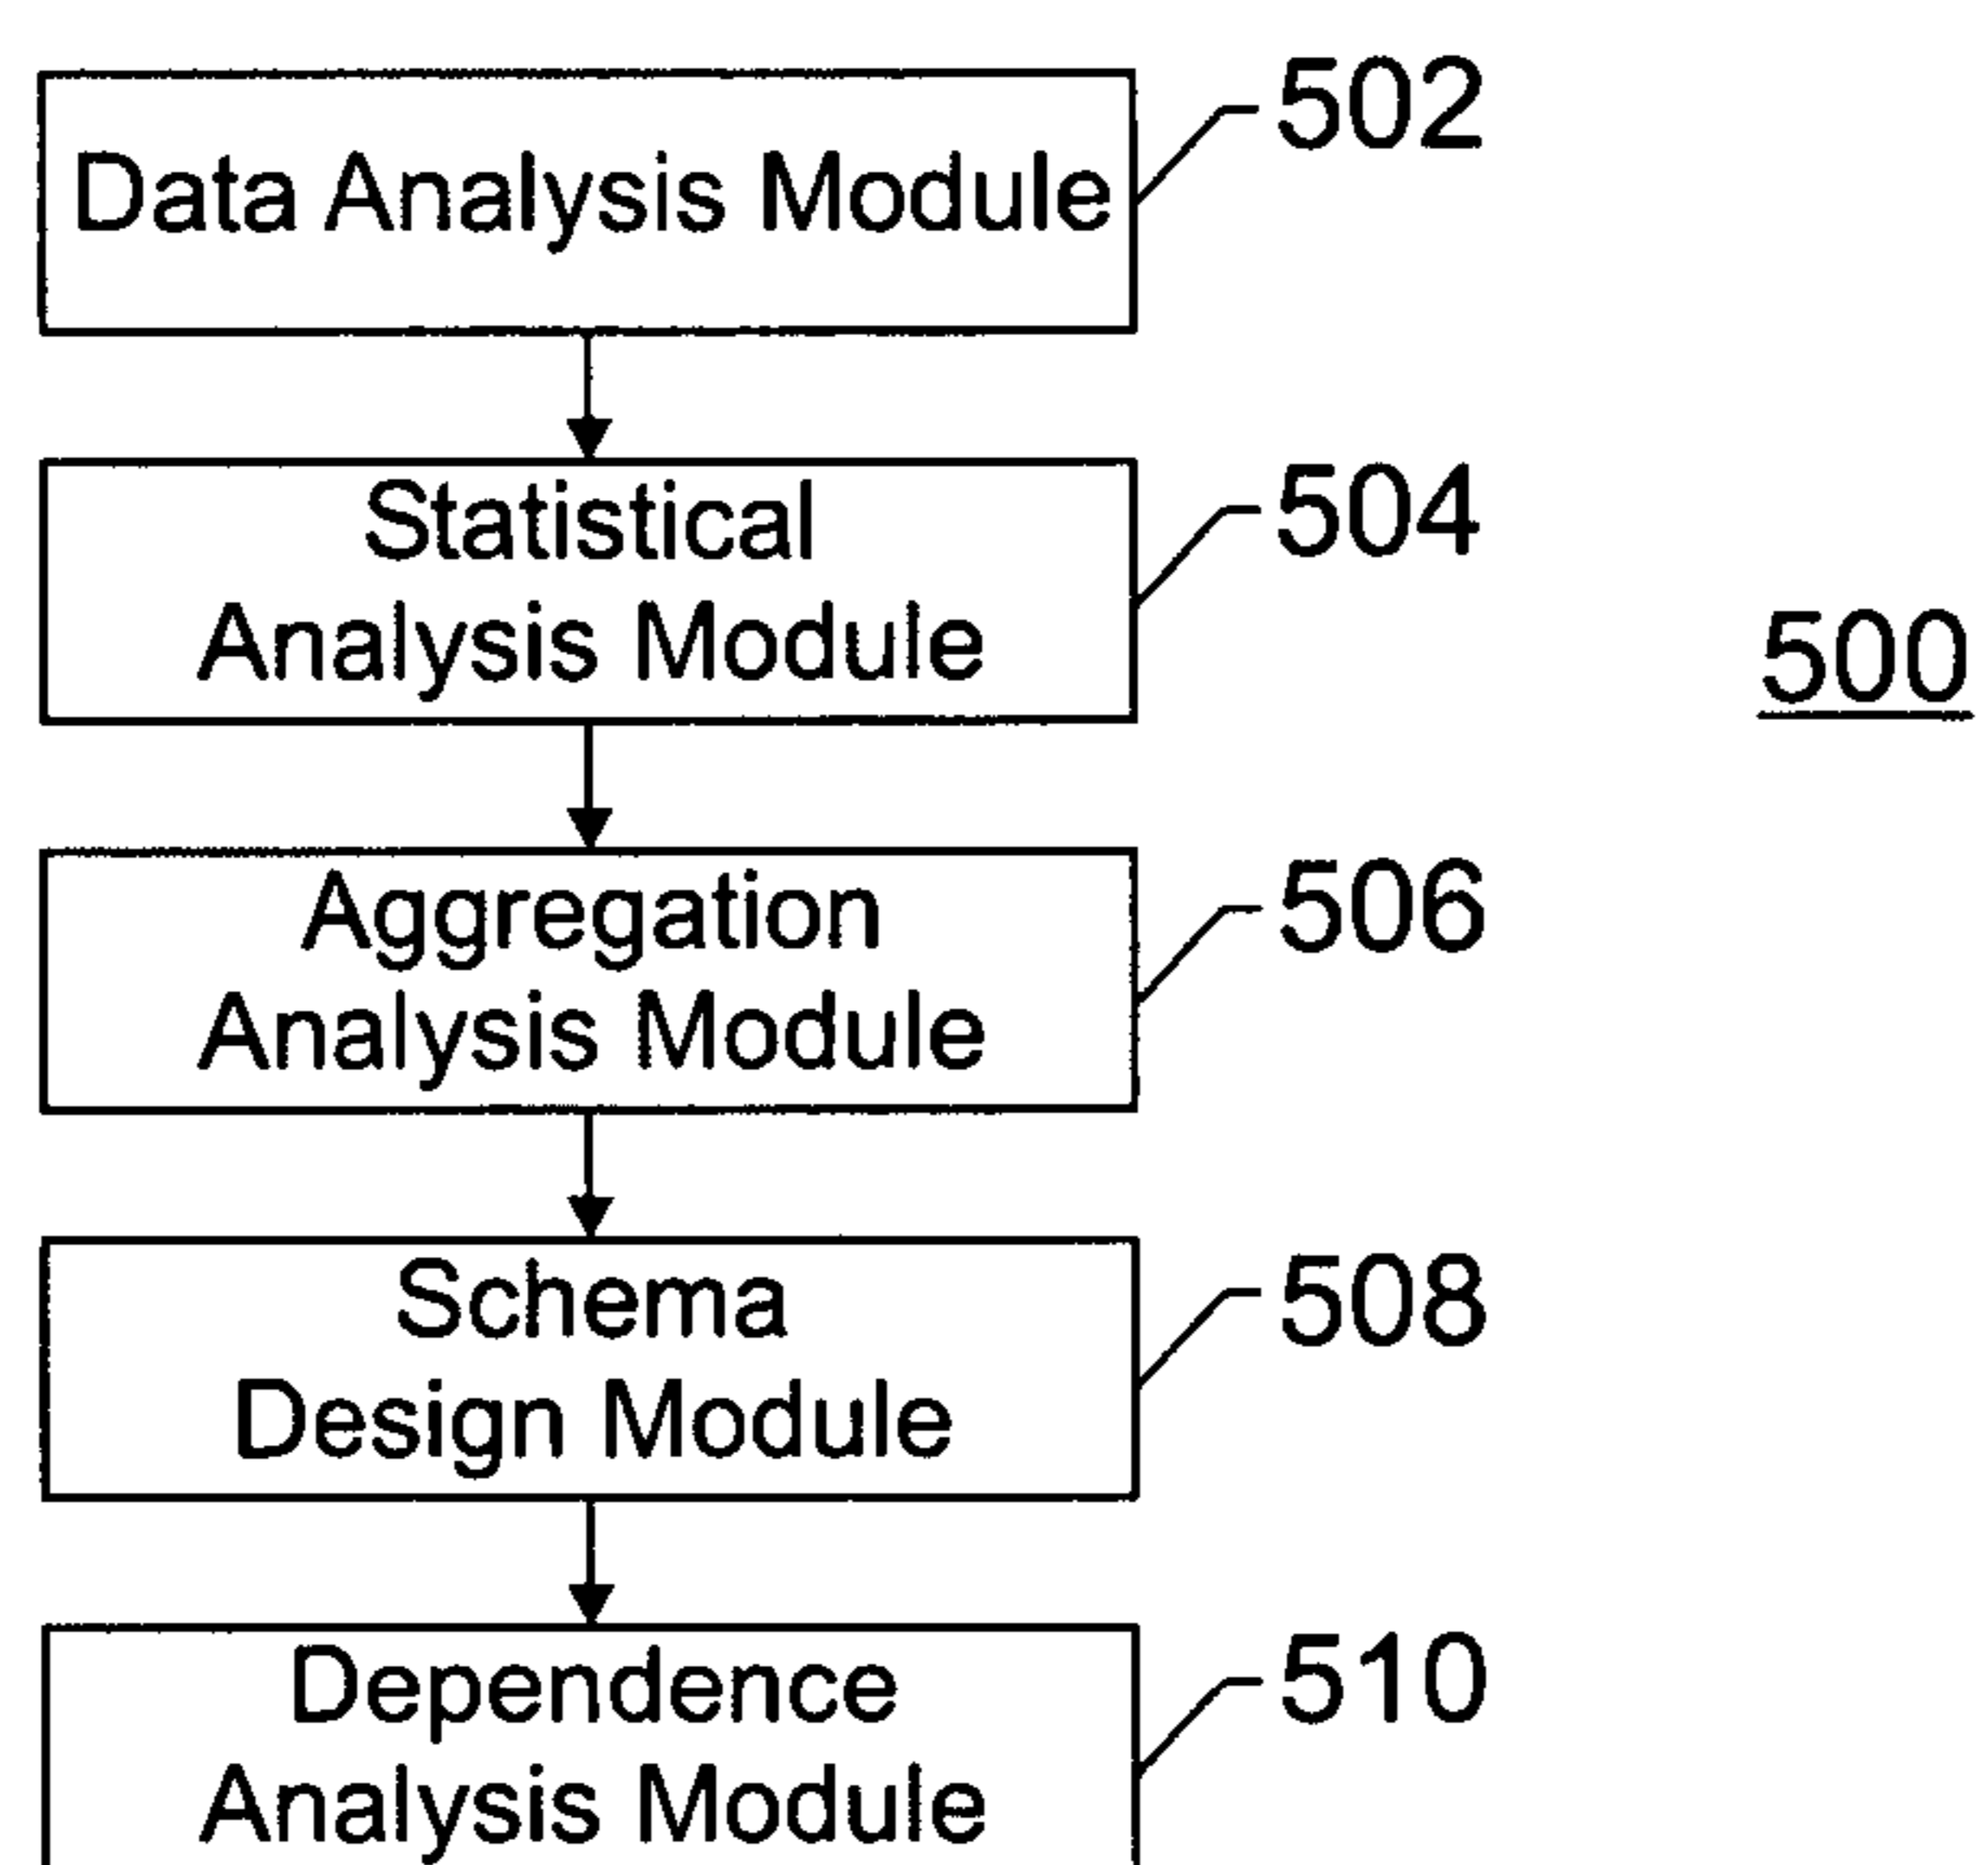 502
Data Analysis Module
504
Statistical
Analysis Module
500
506
Aggregation
Analysis Module
508
Schema
Design Module
510
Dependence
Analysis Module